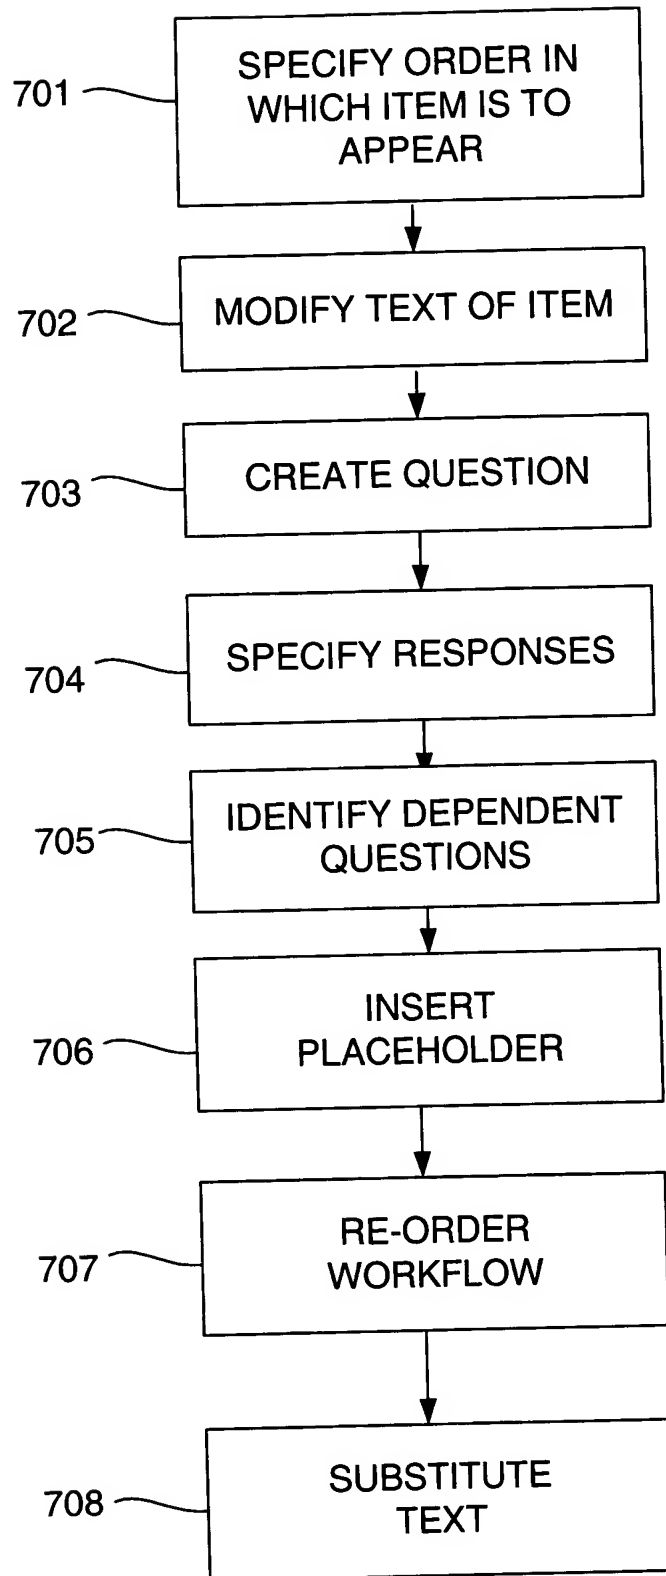 701
SPECIFY ORDER IN
WHICH ITEM IS TO
APPEAR
702
MODIFY TEXT OF ITEM
703
CREATE QUESTION
704
SPECIFY RESPONSES
705
IDENTIFY DEPENDENT
QUESTIONS
706
INSERT
PLACEHOLDER
707
RE-ORDER
WORKFLOW
708
SUBSTITUTE
TEXT